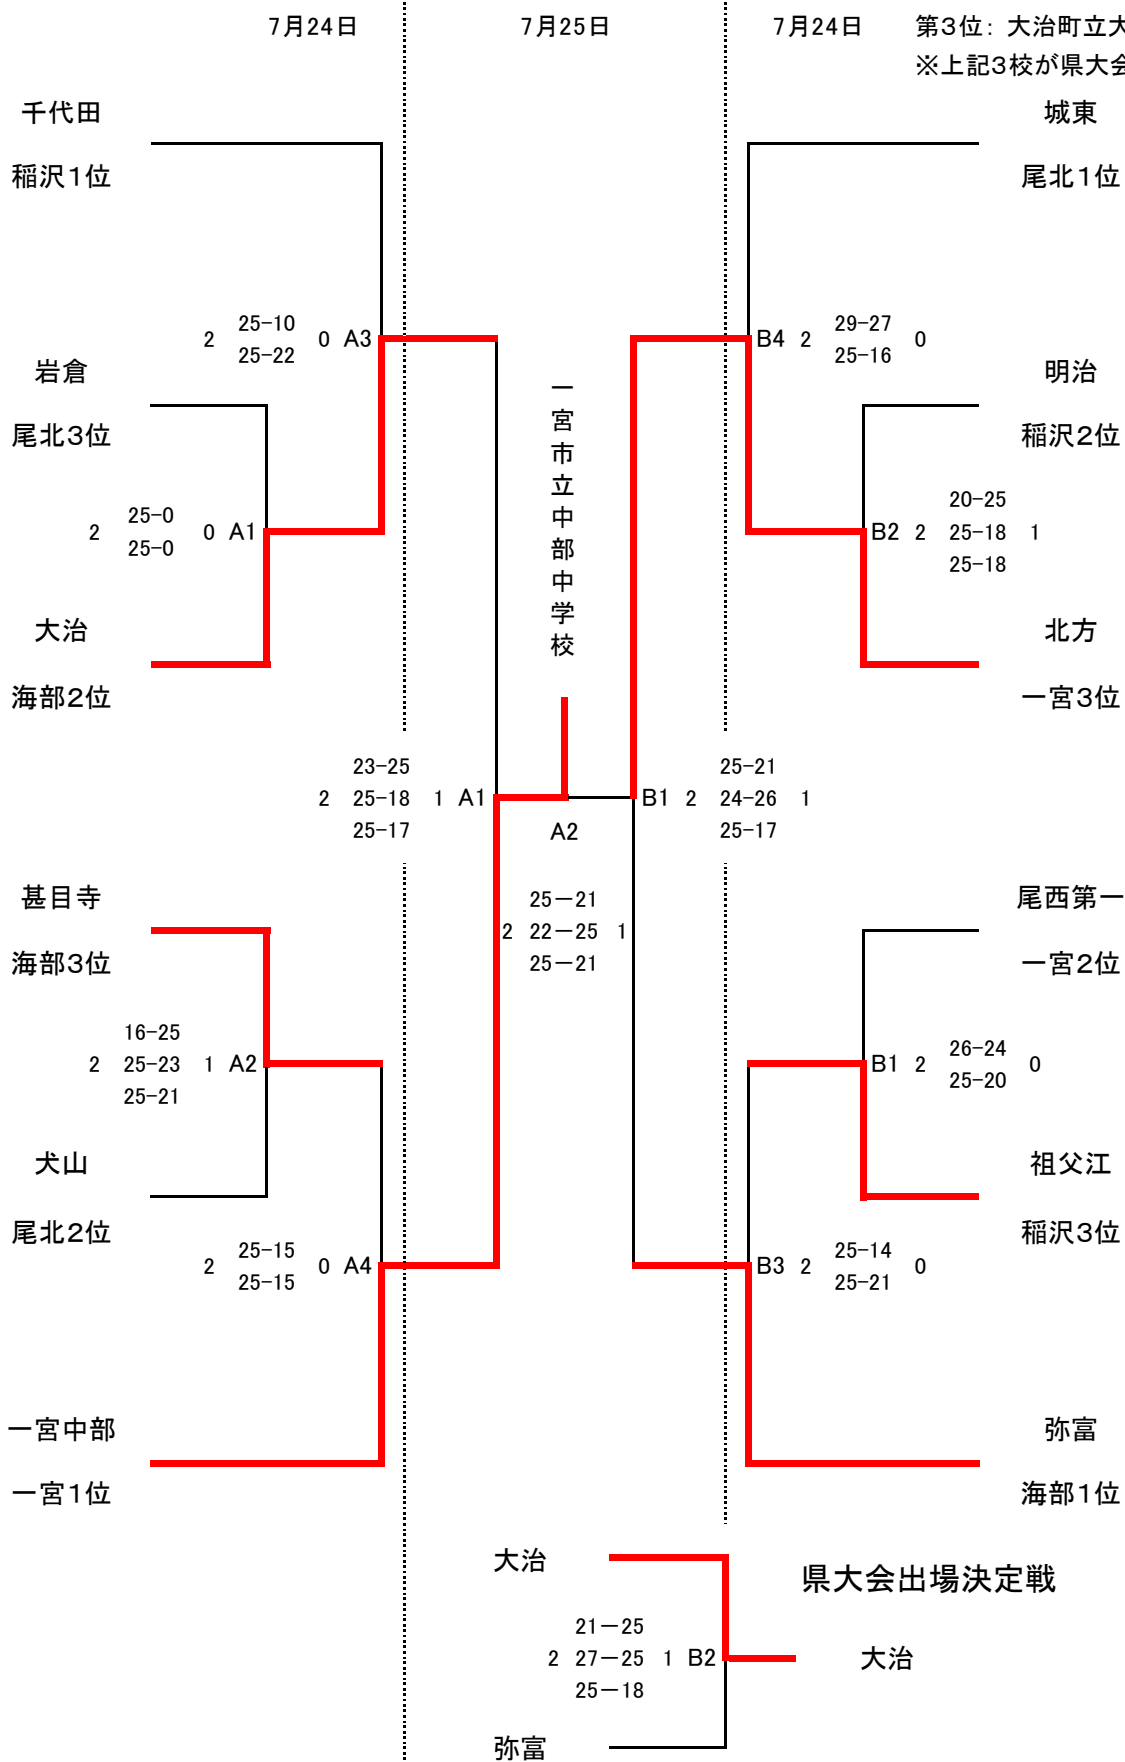 7月24日
7月25日
7月24日
第3位：大治町立大
※上記3校が県大会
千代田
稲沢1位
城東
尾北1位
25-10
2 0 A3
25-22
29-27
B4 2 0
25-16
岩倉
尾北3位
明治
稲沢2位
一宮市立中部中学校
25-0
2 0 A1
25-0
20-25
B2 2 25-18 1
25-18
大治
海部2位
北方
一宮3位
23-25
2 25-18 1 A1
25-17
25-21
B1 2 24-26 1
25-17
A2
25－21
2 22－25 1
25－21
甚目寺
海部3位
尾西第一
一宮2位
16-25
2 25-23 1 A2
25-21
26-24
B1 2 0
25-20
犬山
尾北2位
祖父江
稲沢3位
25-15
2 0 A4
25-15
25-14
B3 2 0
25-21
一宮中部
一宮1位
弥富
海部1位
県大会出場決定戦
大治
21－25
2 27－25 1 B2
25－18
大治
弥富